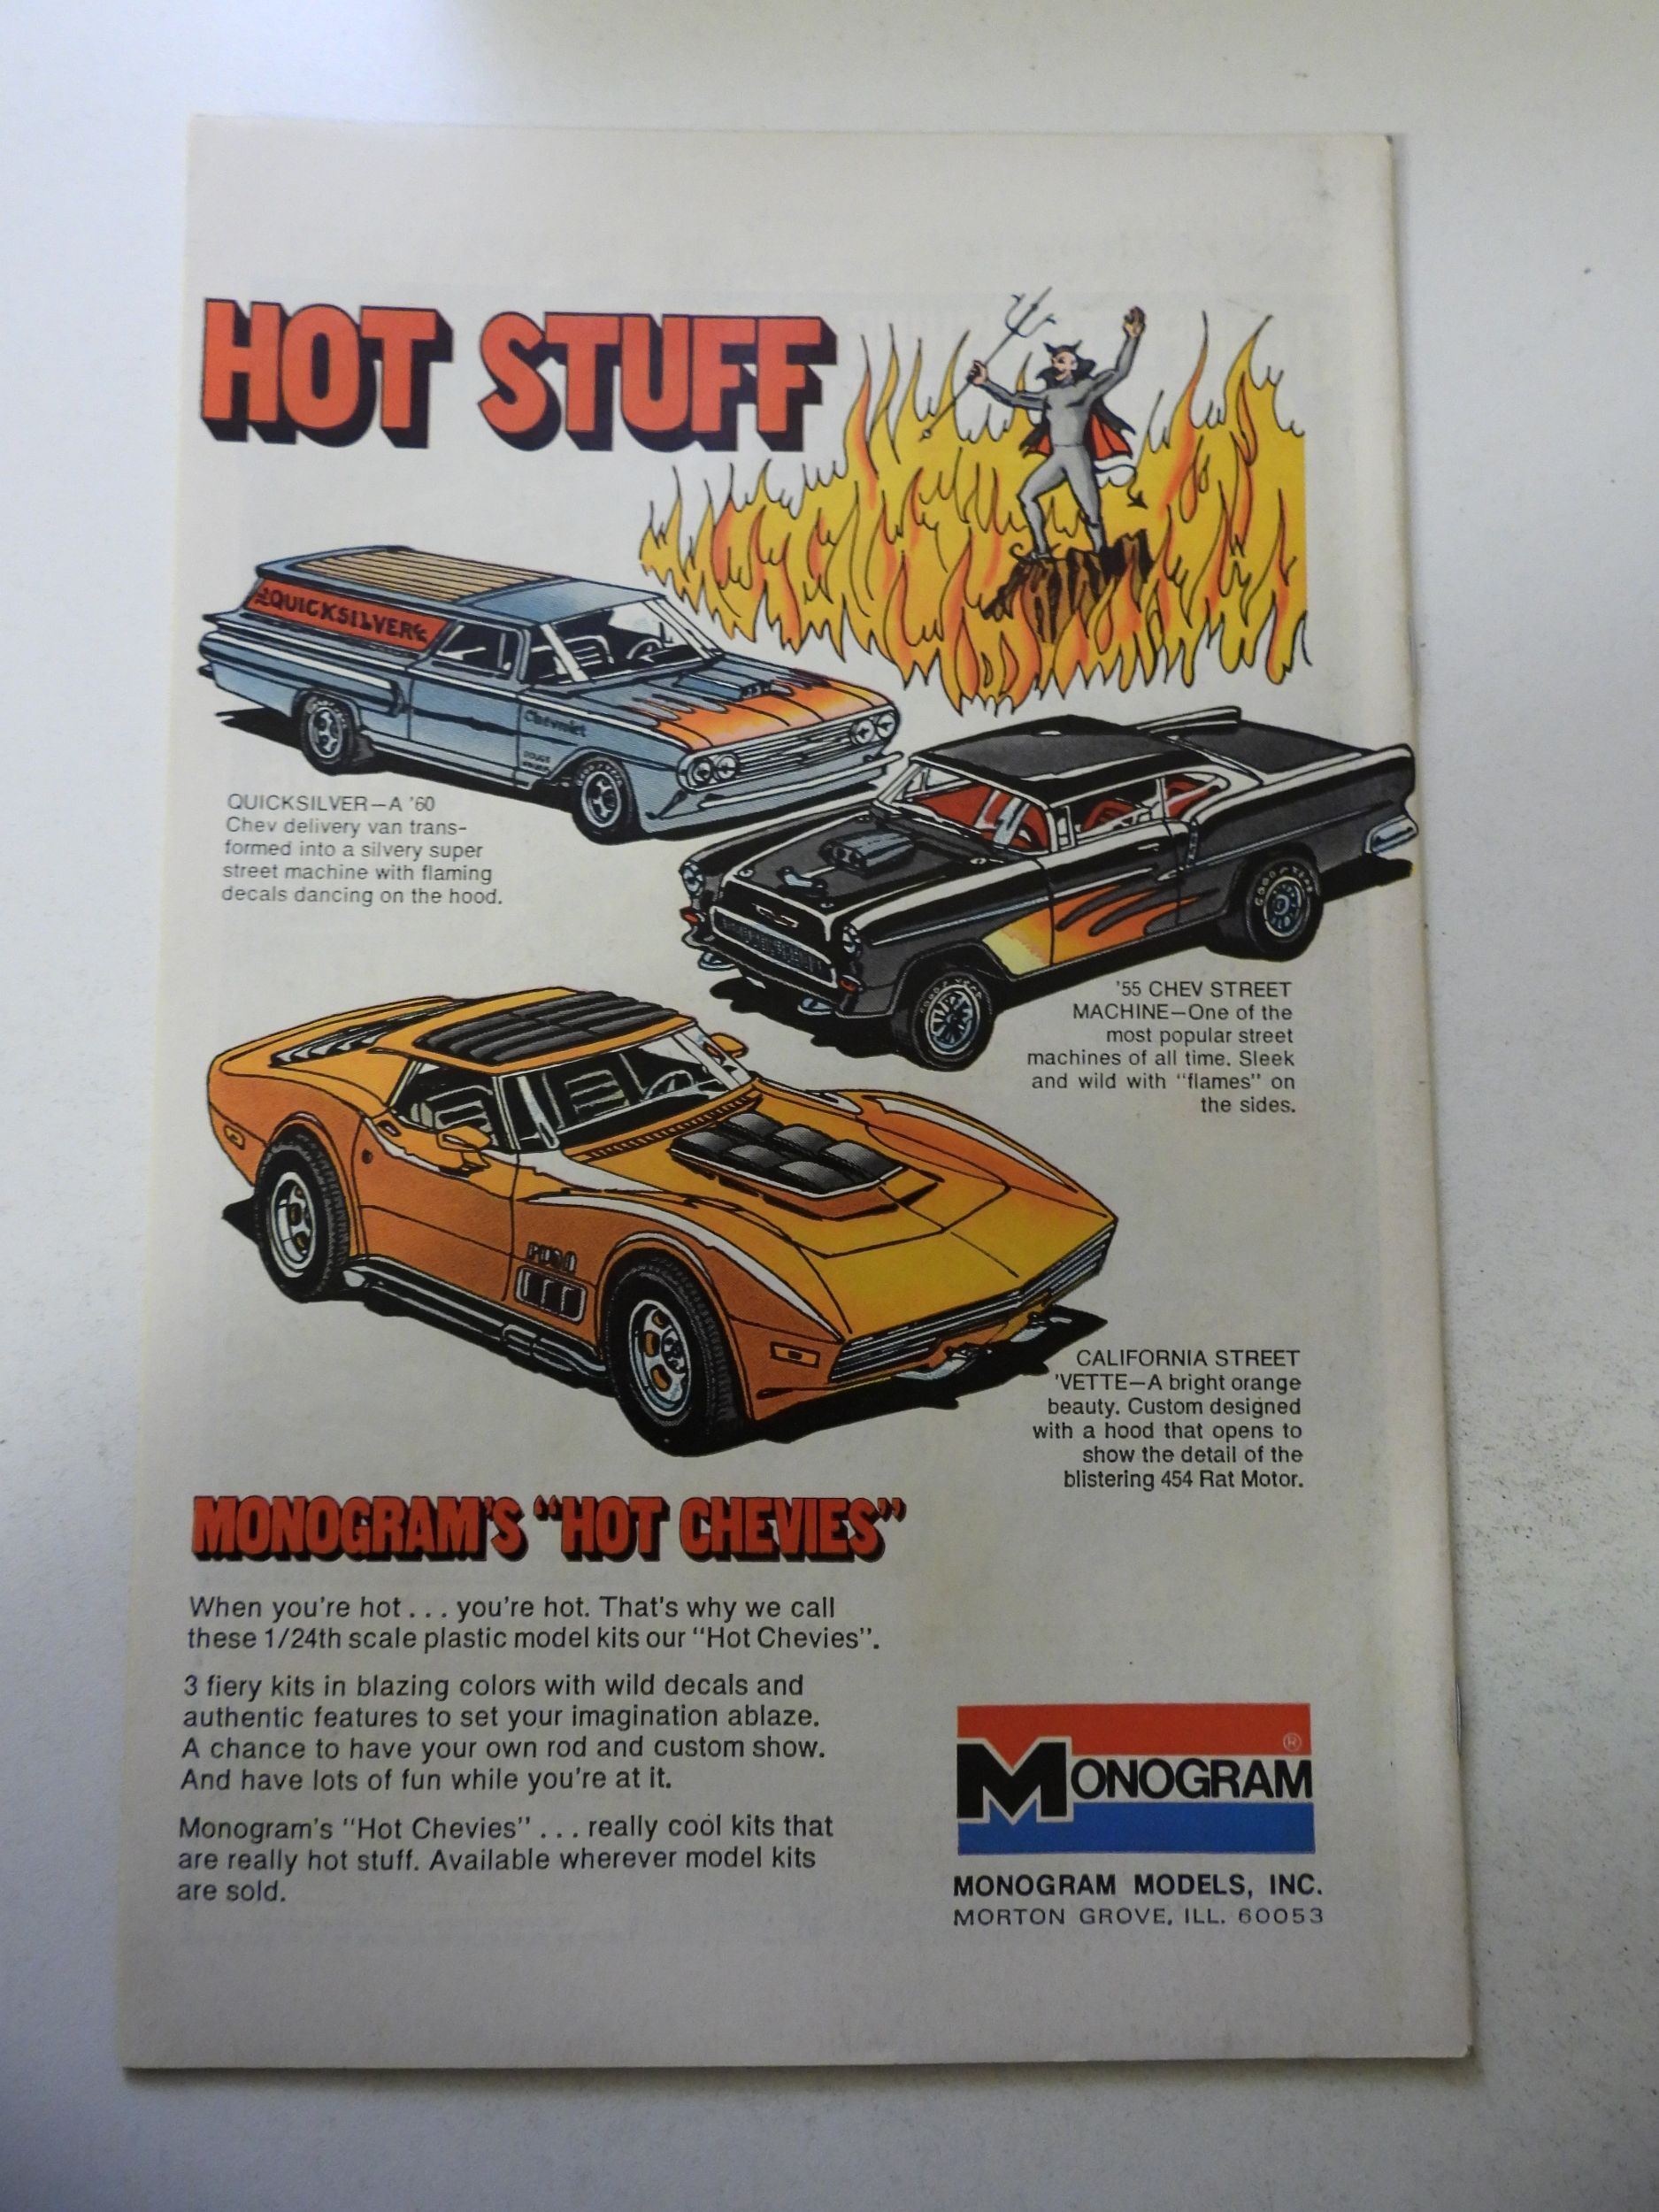 HOT STUFF
QUICKSILVER
Chevrolet
QUICKSILVER—A '60
Chev delivery van trans-
formed into a silvery super
street machine with flaming
decals dancing on the hood.
GOOD YEAR
GOOD YEAR
'55 CHEV STREET
MACHINE—One of the
most popular street
machines of all time. Sleek
and wild with "flames" on
the sides.
CALIFORNIA STREET
'VETTE—A bright orange
beauty. Custom designed
with a hood that opens to
show the detail of the
blistering 454 Rat Motor.
MONOGRAM'S "HOT CHEVIES"
When you're hot . . . you're hot. That's why we call
these 1/24th scale plastic model kits our "Hot Chevies".
3 fiery kits in blazing colors with wild decals and
authentic features to set your imagination ablaze.
A chance to have your own rod and custom show.
And have lots of fun while you're at it.
Monogram's "Hot Chevies" . . . really cool kits that
are really hot stuff. Available wherever model kits
are sold.
MONOGRAM ®
MONOGRAM MODELS, INC.
MORTON GROVE, ILL. 60053